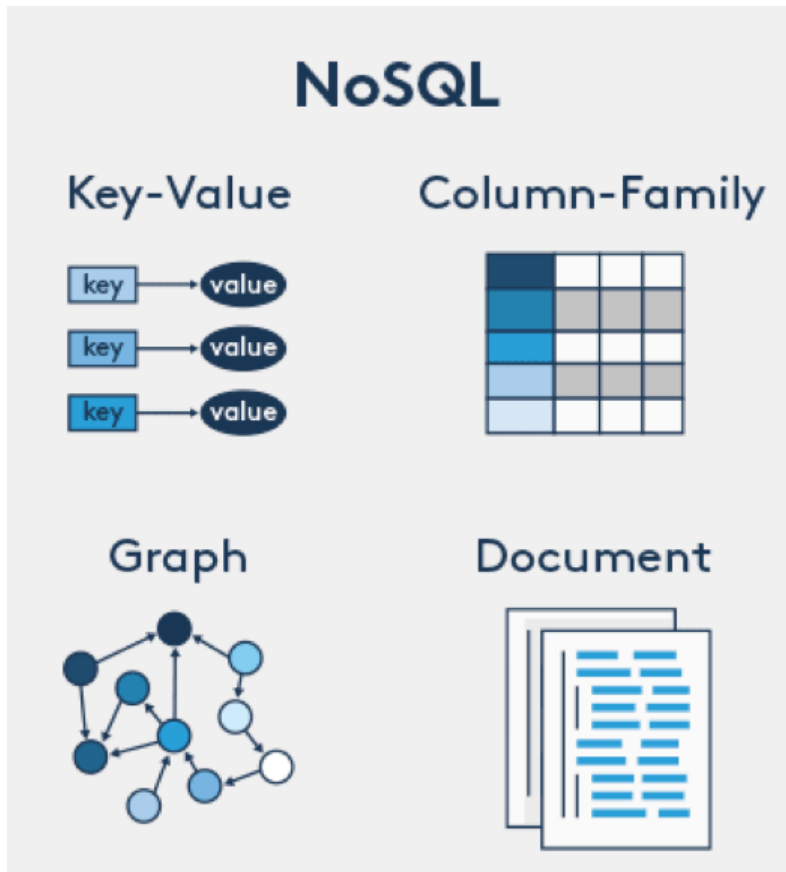 NoSQL
Key-Value
Column-Family
key value
key value
key value
Graph
Document